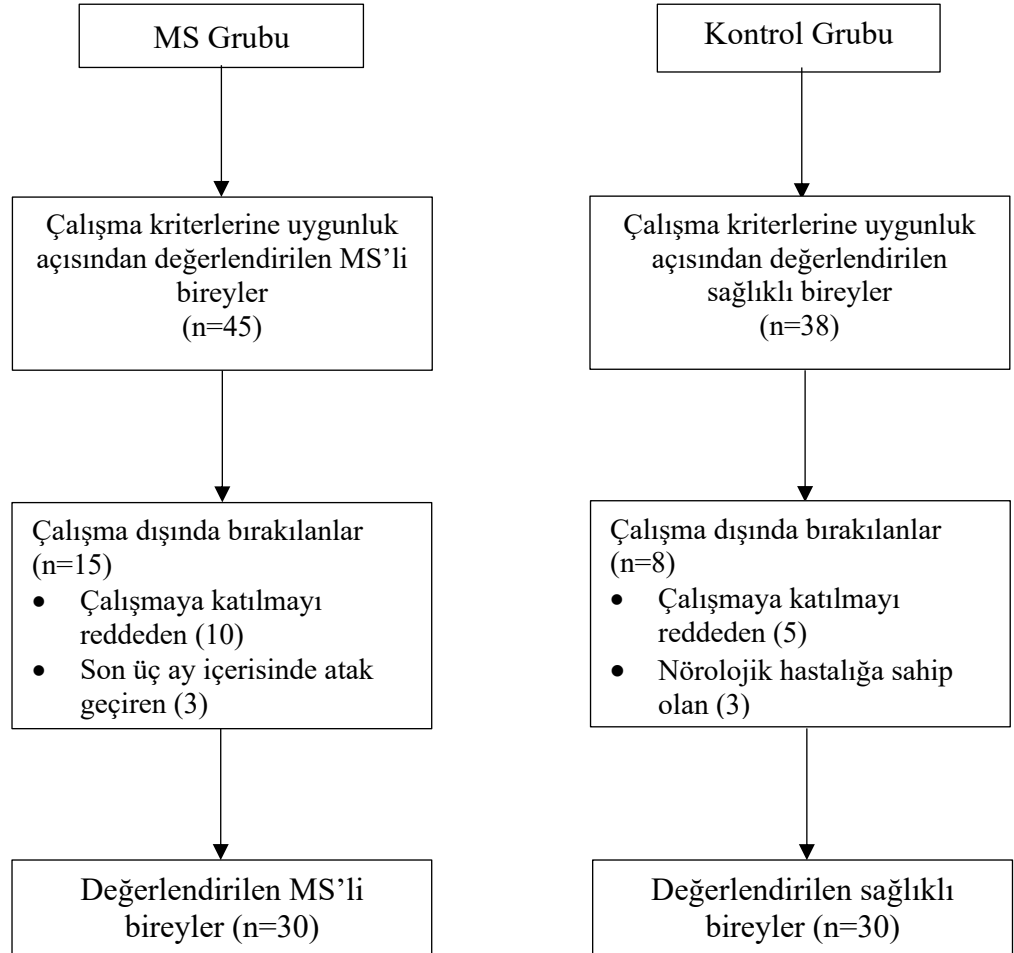 MS Grubu
Çalışma kriterlerine uygunluk
açısından değerlendirilen MS’li
bireyler
(n=45)
Çalışma dışında bırakılanlar
(n=15)
• Çalışmaya katılmayı
reddeden (10)
• Son üç ay içerisinde atak
geçiren (3)
Değerlendirilen MS’li
bireyler (n=30)
Kontrol Grubu
Çalışma kriterlerine uygunluk
açısından değerlendirilen
sağlıklı bireyler
(n=38)
Çalışma dışında bırakılanlar
(n=8)
• Çalışmaya katılmayı
reddeden (5)
• Nörolojik hastalığa sahip
olan (3)
Değerlendirilen sağlıklı
bireyler (n=30)